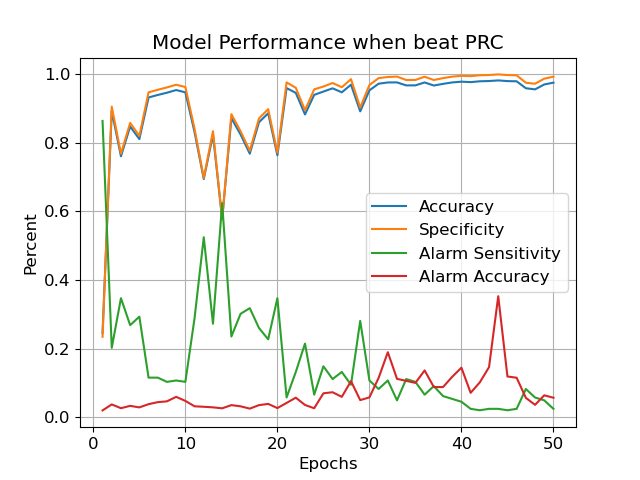 Model Performance when beat PRC
1.0
0.8
0.6
0.4
0.2
0.0
Percent
Accuracy
Specificity
Alarm Sensitivity
Alarm Accuracy
0 10 20 30 40 50
Epochs